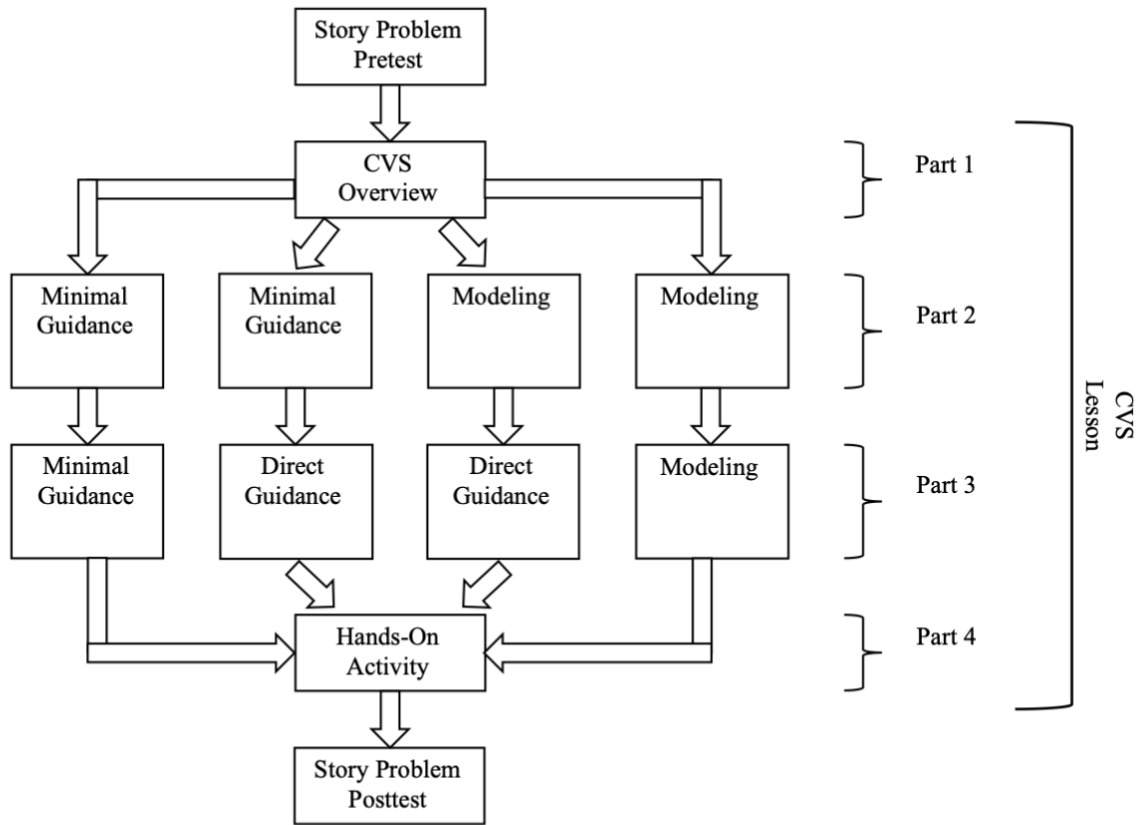 Story Problem
Pretest
CVS
Overview
Part 1
Minimal
Guidance
Minimal
Guidance
Modeling
Modeling
Part 2
Minimal
Guidance
Direct
Guidance
Direct
Guidance
Modeling
Part 3
Hands-On
Activity
Part 4
Story Problem
Posttest
CVS
Lesson